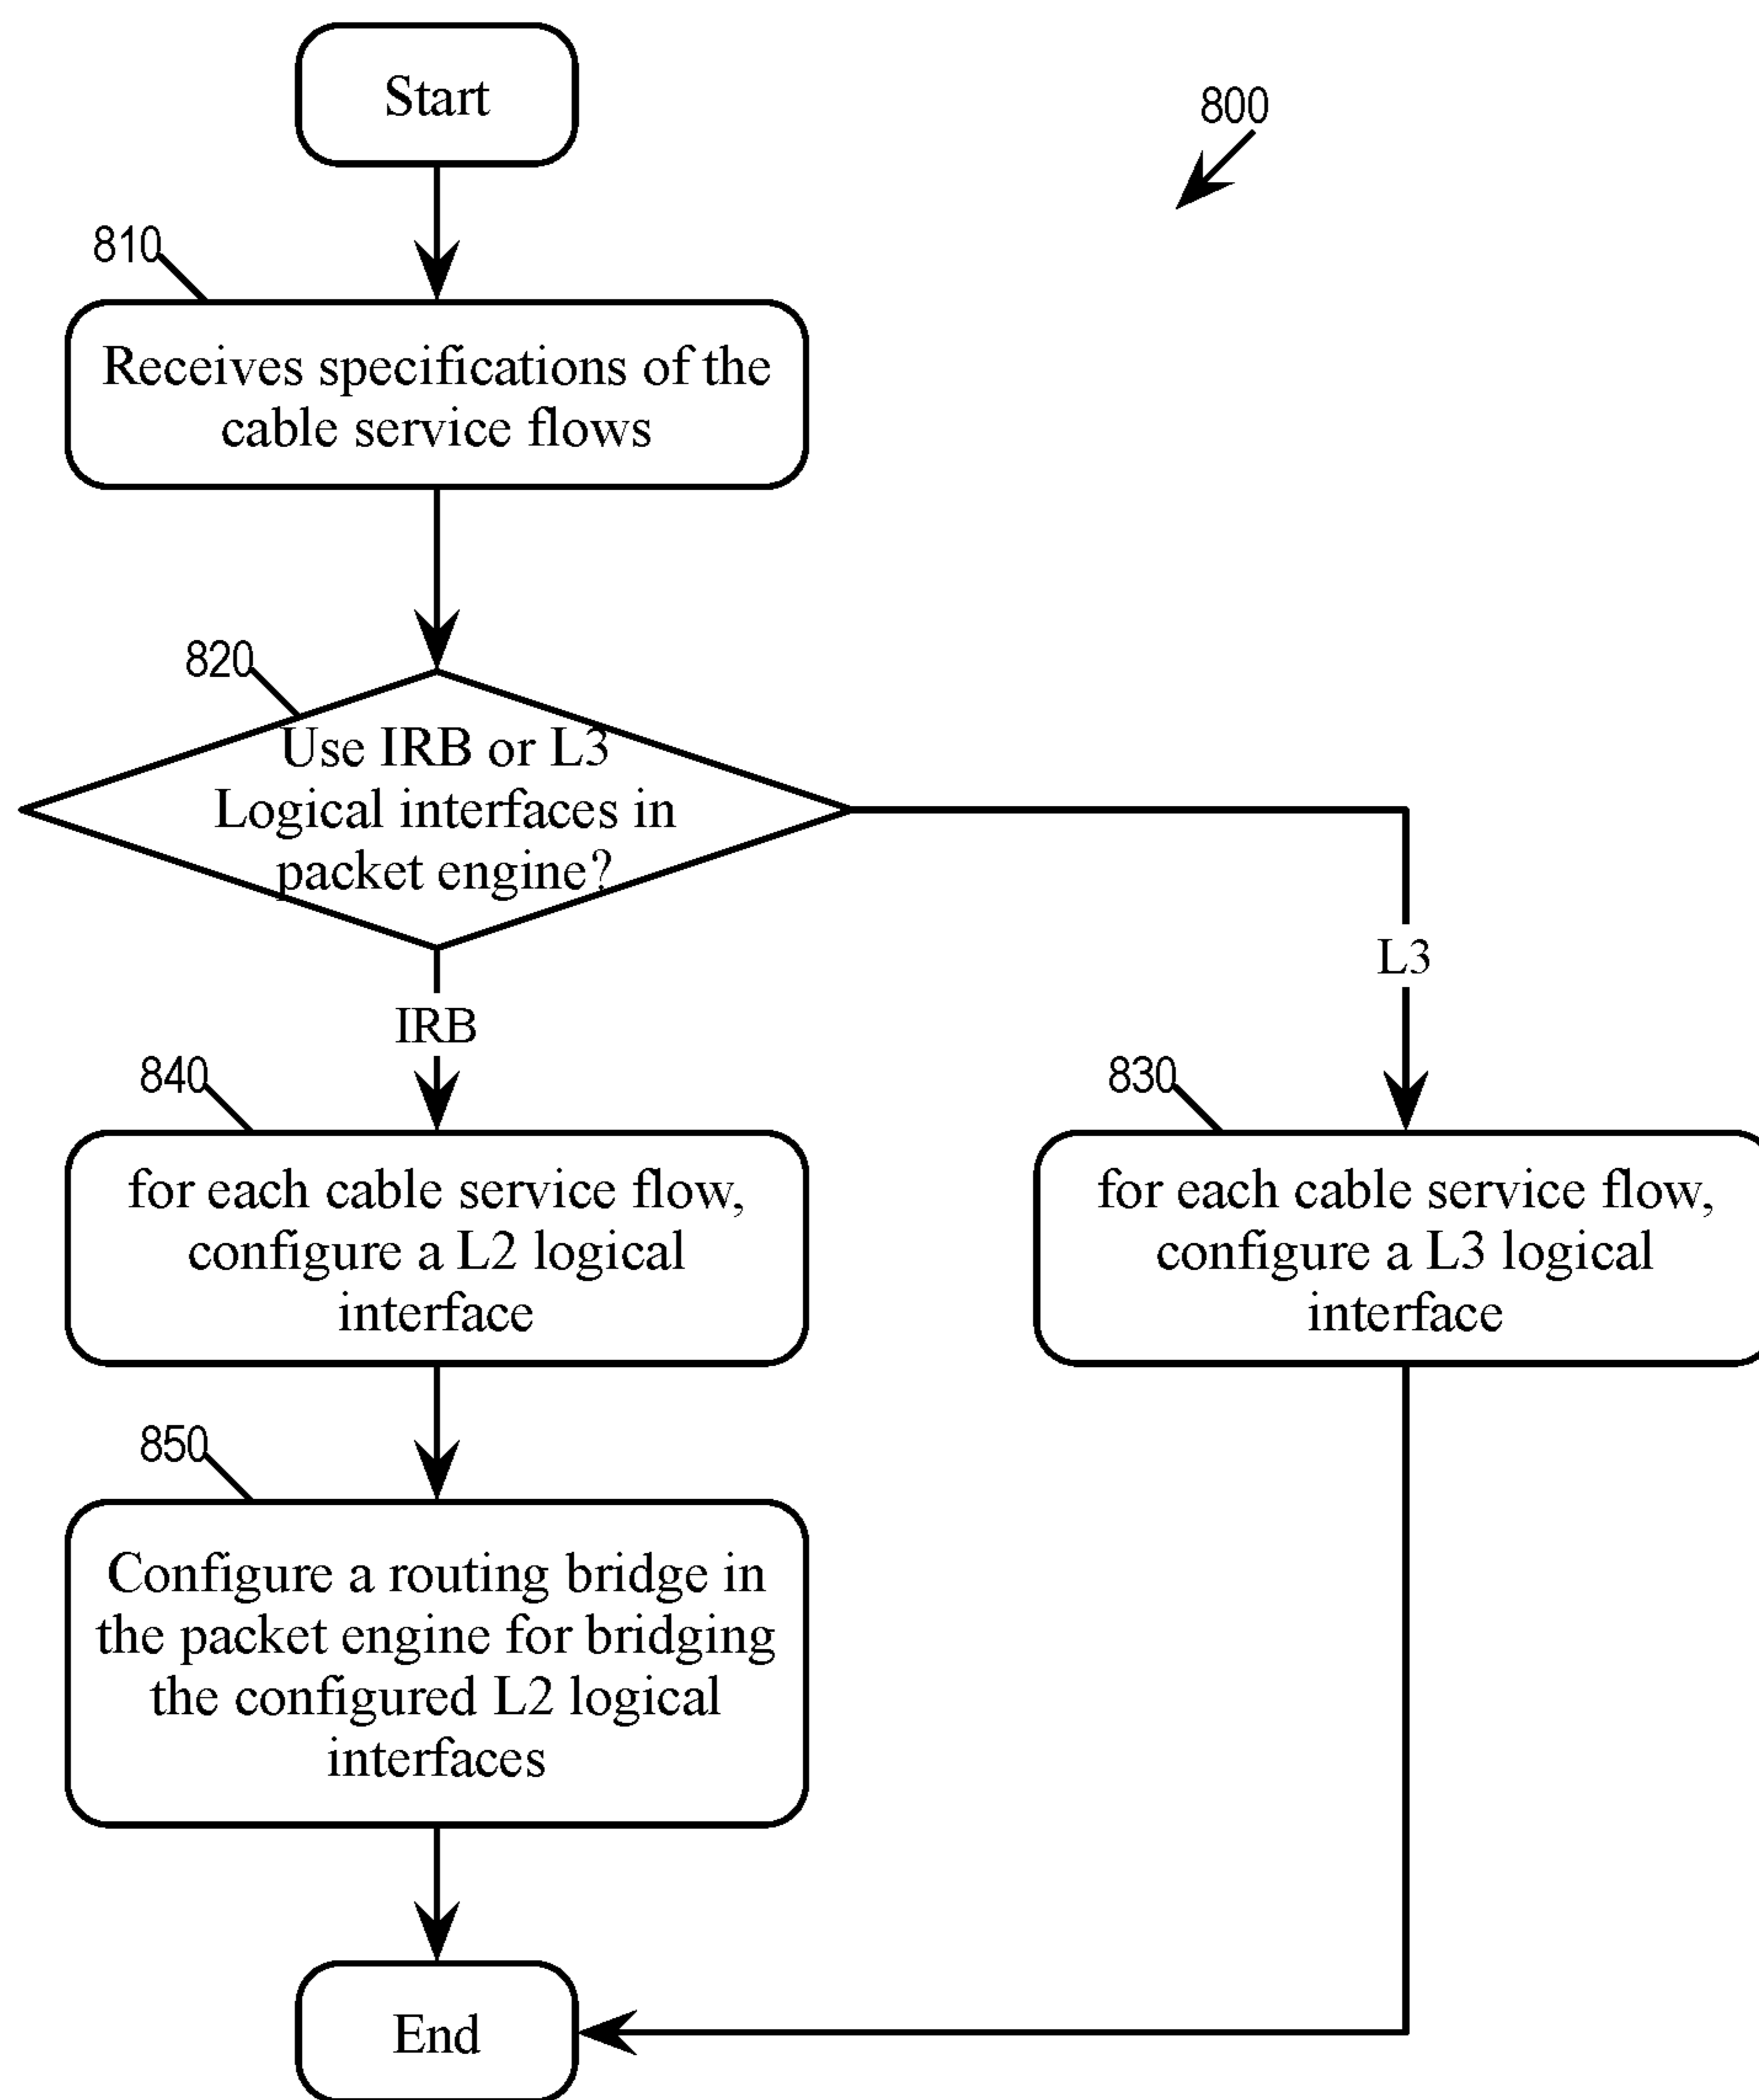 Start
800
810
Receives specifications of the
cable service flows
820
Use IRB or L3
Logical interfaces in
packet engine?
L3
IRB
840
for each cable service flow,
configure a L2 logical
interface
830
for each cable service flow,
configure a L3 logical
interface
850
Configure a routing bridge in
the packet engine for bridging
the configured L2 logical
interfaces
End